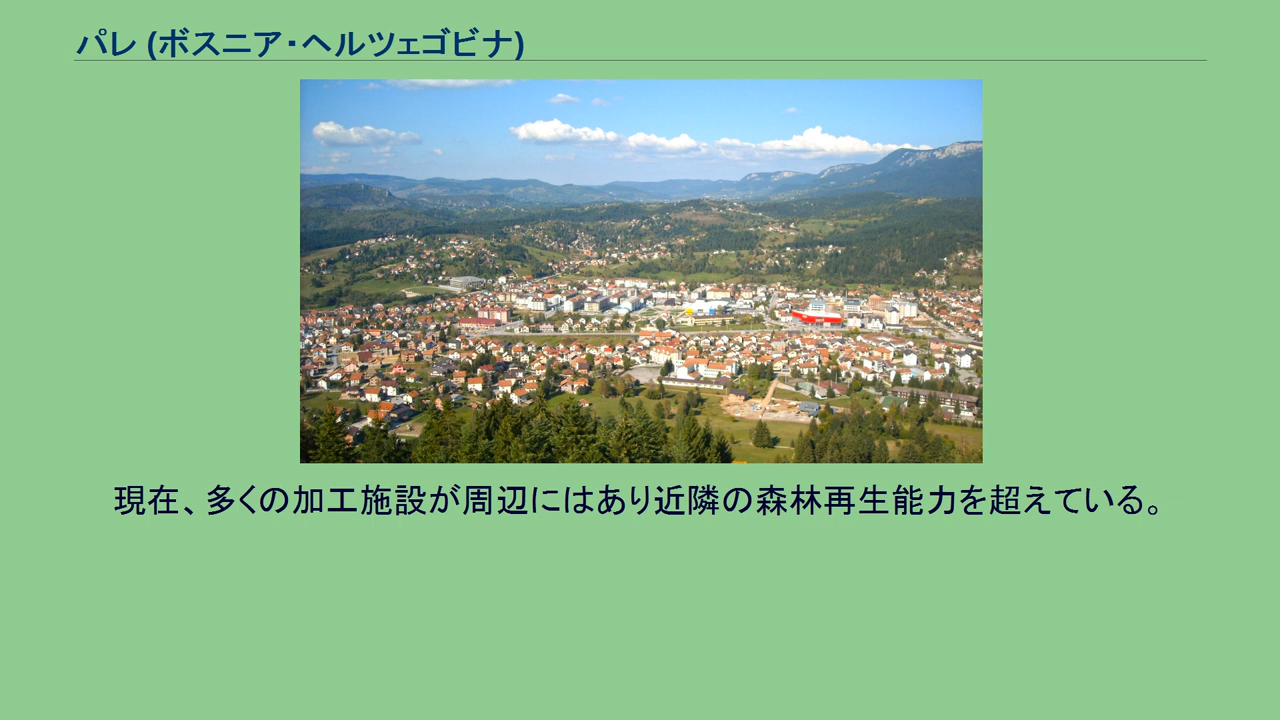 パレ (ボスニア・ヘルツェゴビナ)
現在、多くの加工施設が周辺にはあり近隣の森林再生能力を超えている。